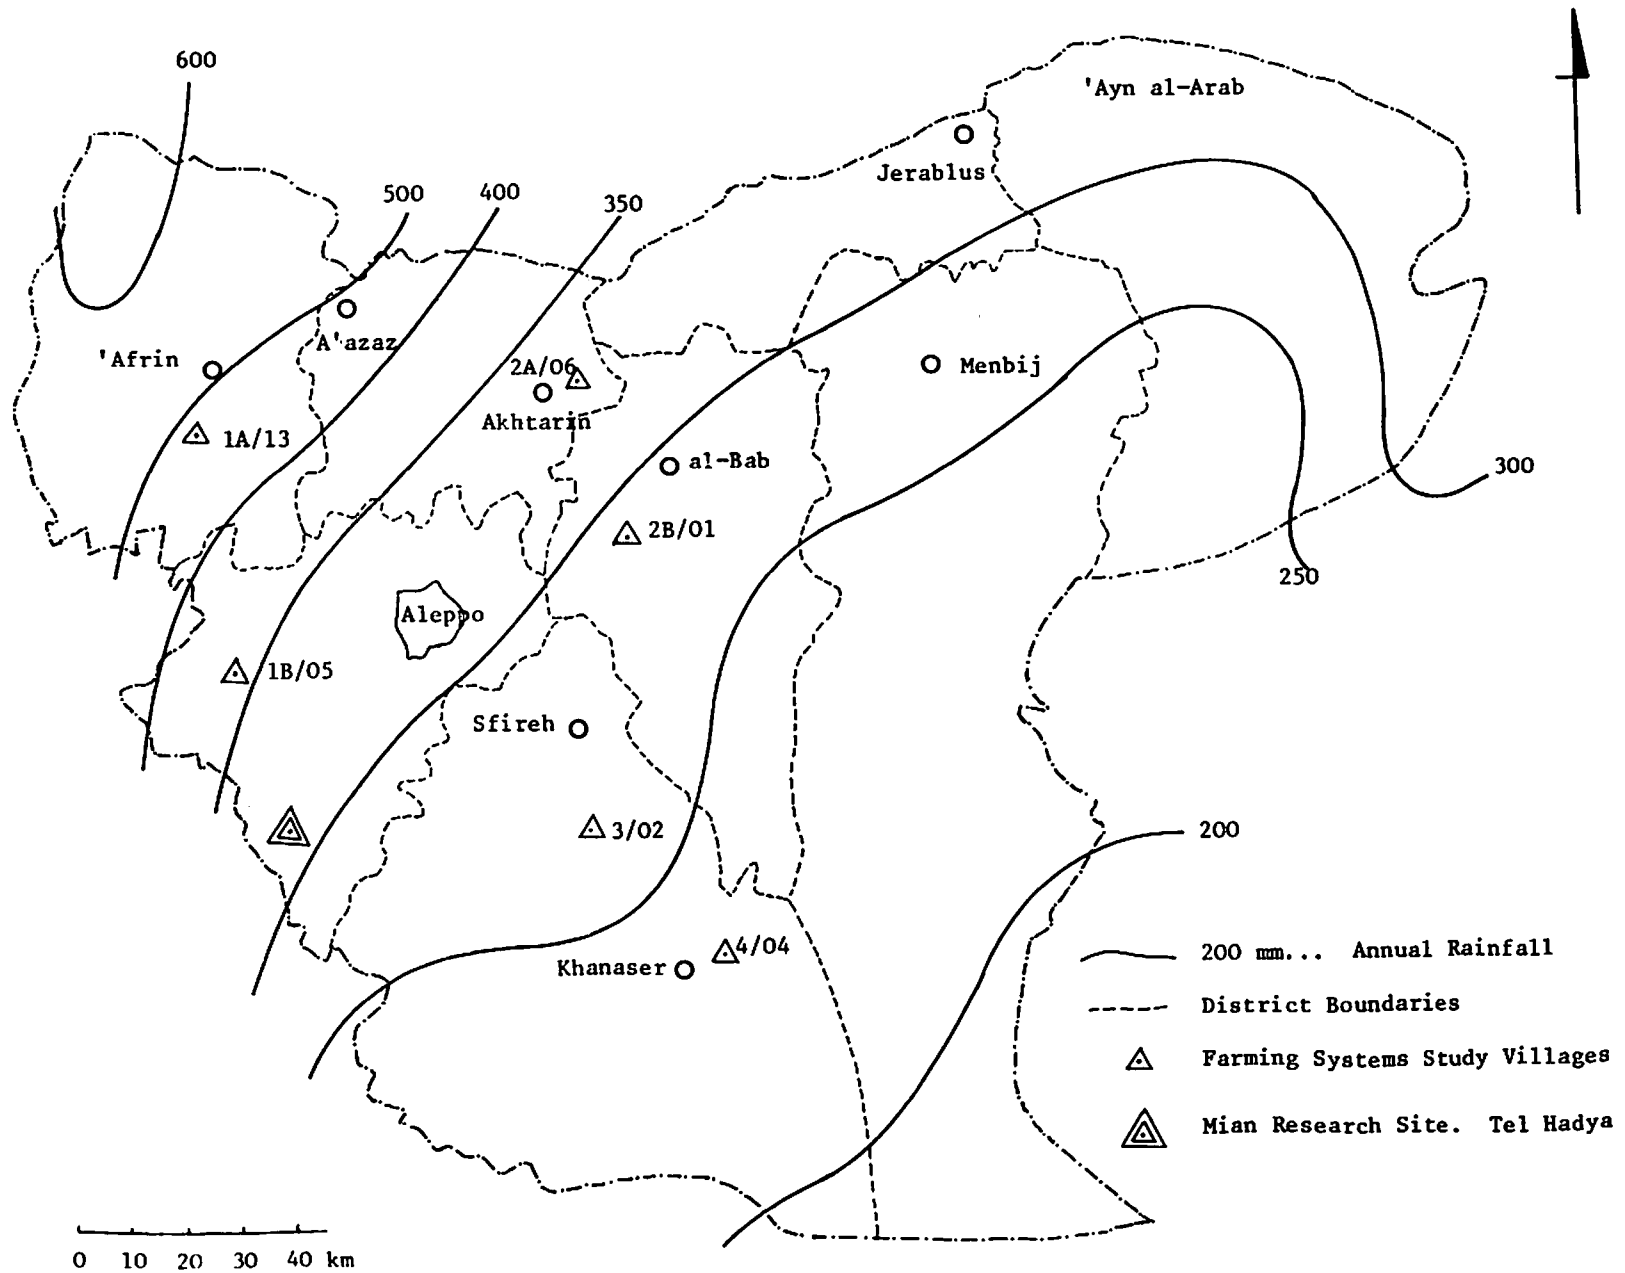 600
'Ayn al-Arab
Jerablus
500
400
350
A'azaz
'Afrin
2A/06
Menbij
Akhtarin
1A/13
al-Bab
300
2B/01
250
Aleppo
1B/05
Sfireh
3/02
200
4/04
Khanaser
200 mm... Annual Rainfall
District Boundaries
Farming Systems Study Villages
Mian Research Site. Tel Hadya
0 10 20 30 40 km